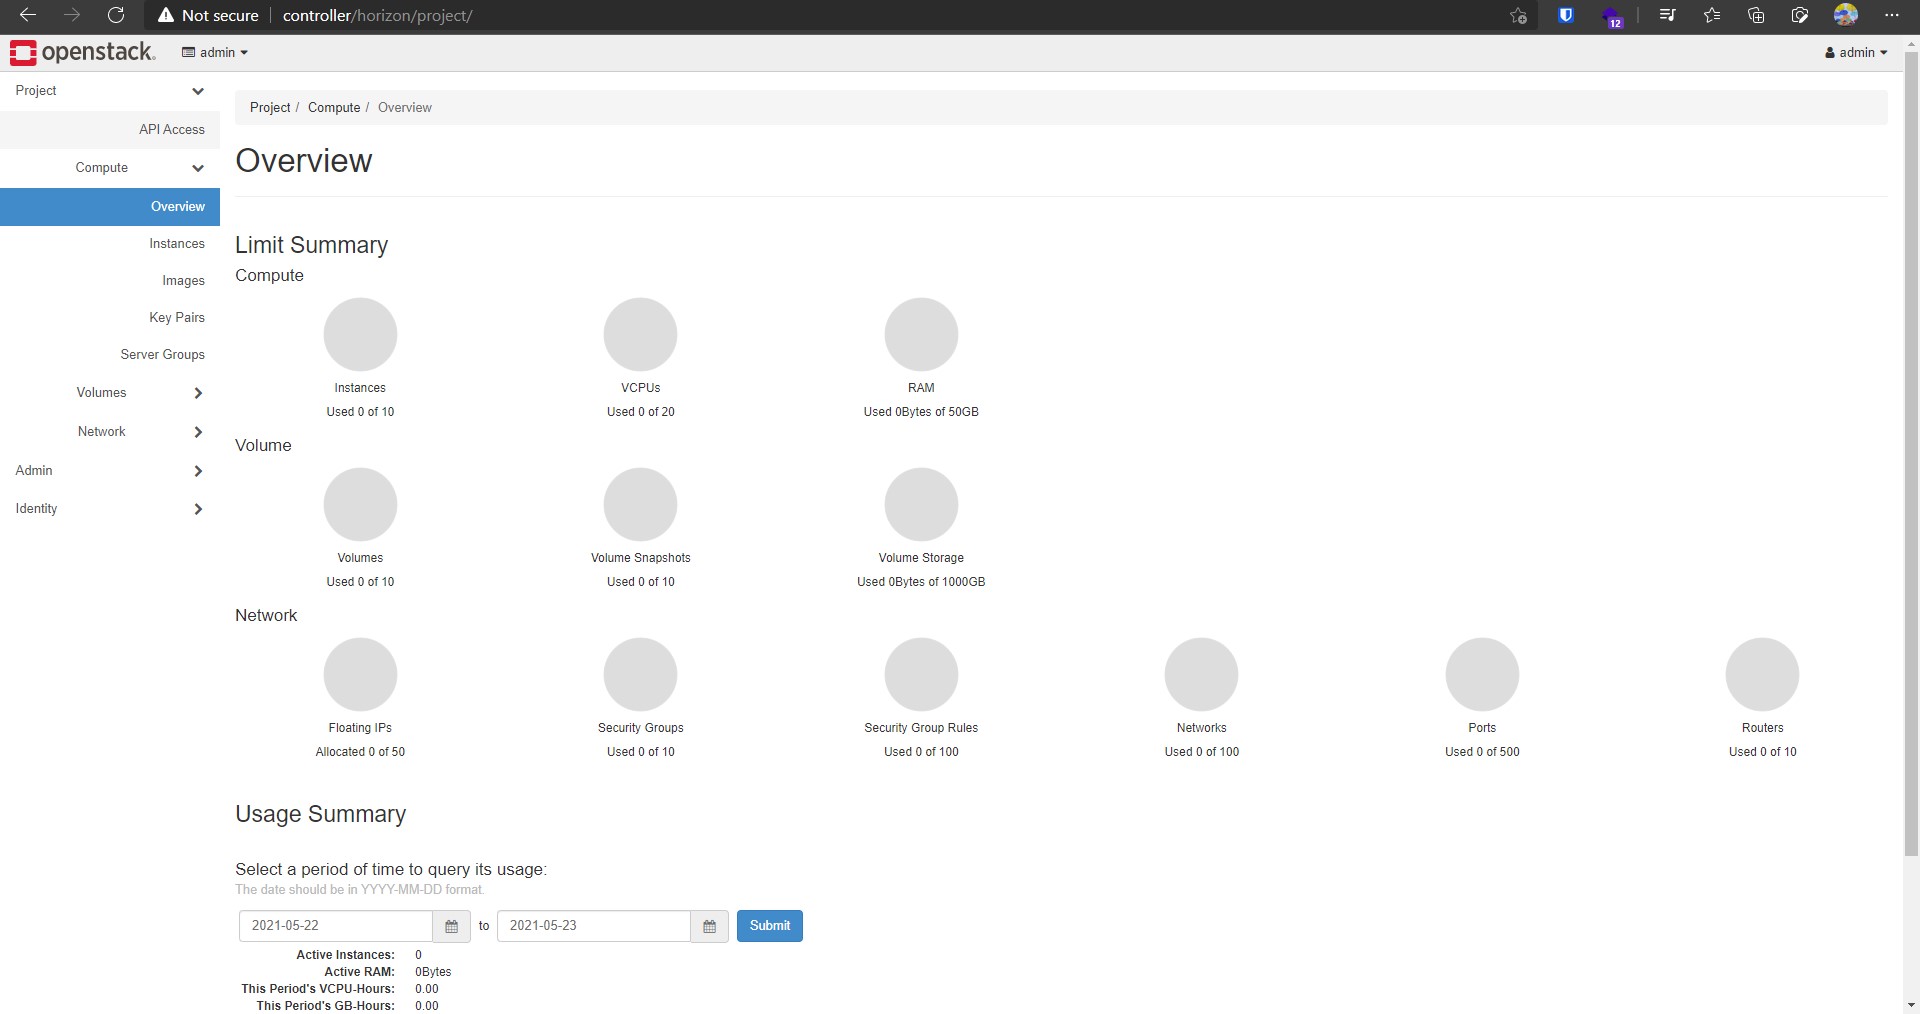 Not secure controller/horizon/project/
12
openstack.
admin
admin
Project
API Access
Compute
Overview
Instances
Images
Key Pairs
Server Groups
Volumes
Network
Admin
Identity
Project / Compute / Overview
Overview
Limit Summary
Compute
Instances
Used 0 of 10
VCPUs
Used 0 of 20
RAM
Used 0Bytes of 50GB
Volume
Volumes
Used 0 of 10
Volume Snapshots
Used 0 of 10
Volume Storage
Used 0Bytes of 1000GB
Network
Floating IPs
Allocated 0 of 50
Security Groups
Used 0 of 10
Security Group Rules
Used 0 of 100
Networks
Used 0 of 100
Ports
Used 0 of 500
Routers
Used 0 of 10
Usage Summary
Select a period of time to query its usage:
The date should be in YYYY-MM-DD format.
2021-05-22 to 2021-05-23 Submit
Active Instances: 0
Active RAM: 0Bytes
This Period's VCPU-Hours: 0.00
This Period's GB-Hours: 0.00